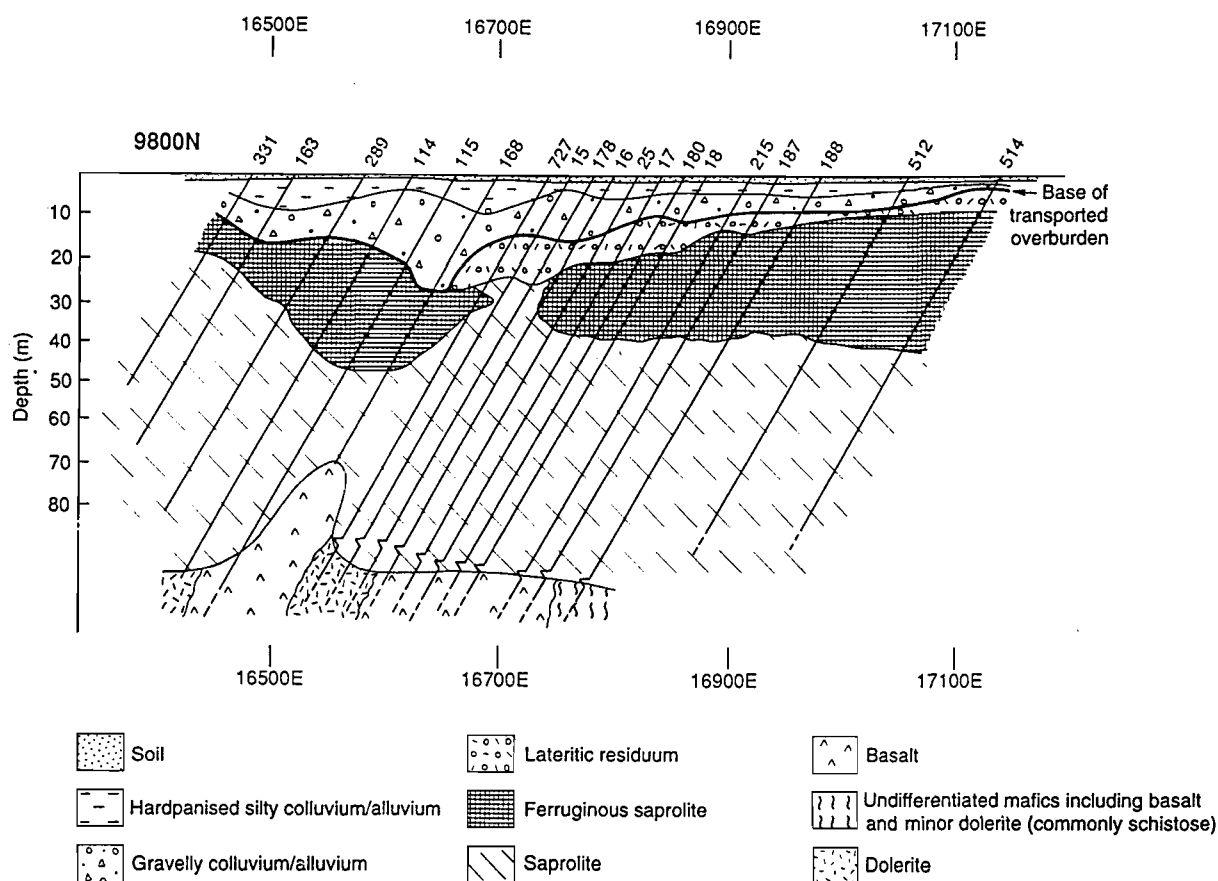 16500E 16700E 16900E 17100E
9800N
331 163 289 114 115 168 727 15 178 16 25 17 180 18 215 187 188 512 514
Base of
transported
overburden
Depth (m)
10
20
30
40
50
60
70
80
16500E 16700E 16900E 17100E
Soil
Hardpanised silty colluvium/alluvium
Gravelly colluvium/alluvium
Lateritic residuum
Ferruginous saprolite
Saprolite
Basalt
Undifferentiated mafics including basalt
and minor dolerite (commonly schistose)
Dolerite